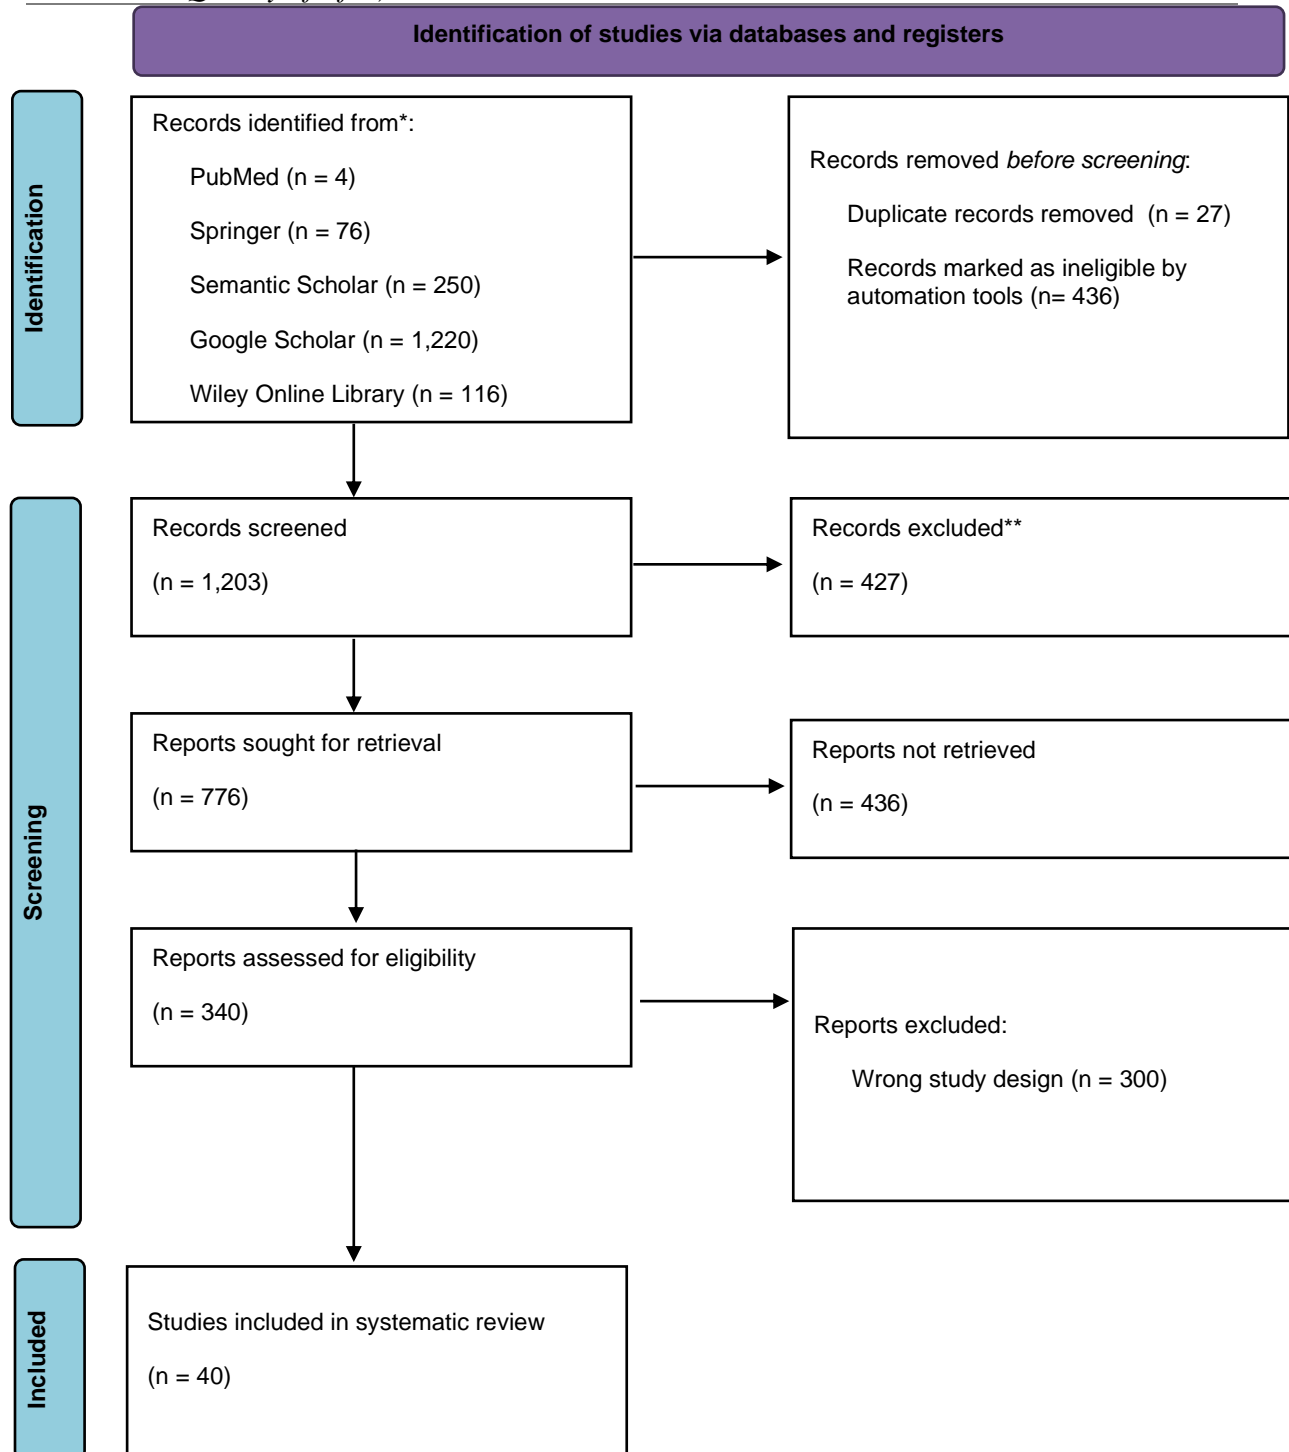 Identification of studies via databases and registers
Identification
Records identified from*:
PubMed (n = 4)
Springer (n = 76)
Semantic Scholar (n = 250)
Google Scholar (n = 1,220)
Wiley Online Library (n = 116)
Records removed before screening:
Duplicate records removed (n = 27)
Records marked as ineligible by
automation tools (n= 436)
Screening
Records screened
(n = 1,203)
Records excluded**
(n = 427)
Reports sought for retrieval
(n = 776)
Reports not retrieved
(n = 436)
Reports assessed for eligibility
(n = 340)
Reports excluded:
Wrong study design (n = 300)
Included
Studies included in systematic review
(n = 40)